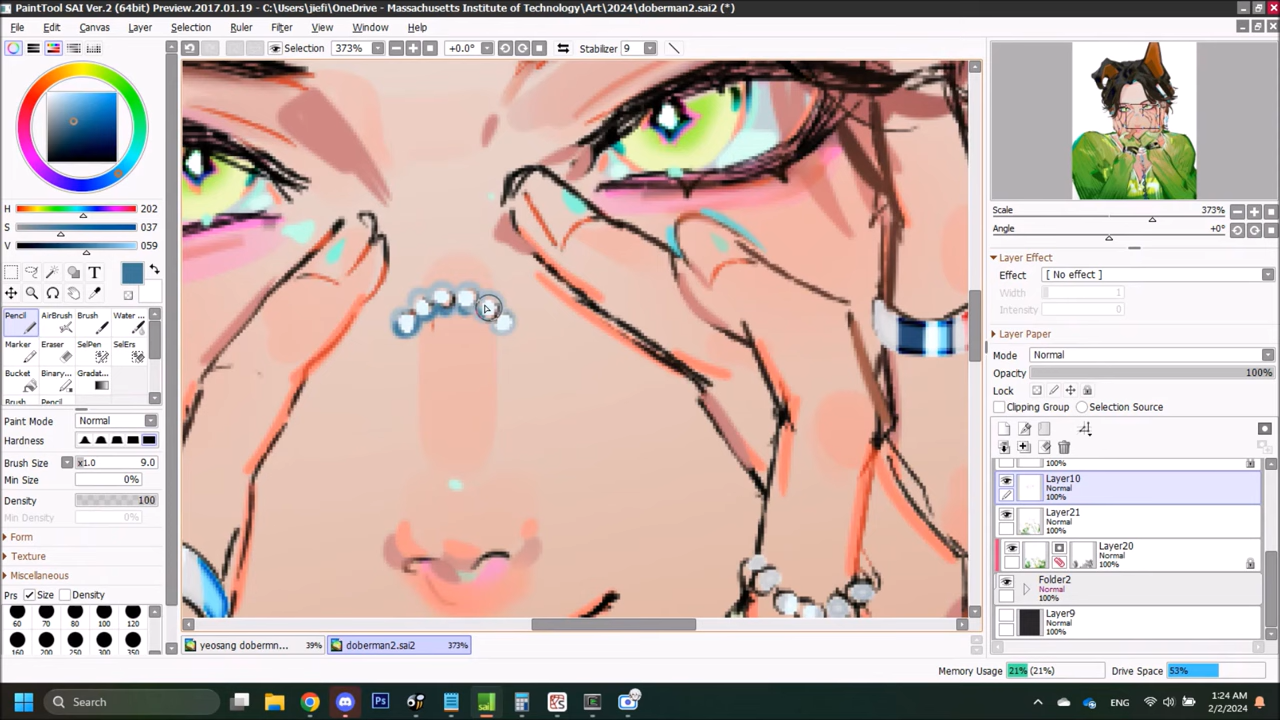 PaintTool SAI Ver.2 (64bit) Preview.2017.01.19 - C:\Users\jiefi\OneDrive - Massachusetts Institute of Technology\Art\2024\doberman2.sai2 (*)
File Edit Canvas Layer Selection Ruler Filter View Window Help
Selection 373% +0.0° Stabilizer 9
H 202
S 037
V 059
T
Pencil AirBrush Brush Water ...
Marker Eraser SelPen SelErs
Bucket Binary... Gradat...
Brush Pencil
Paint Mode Normal
Hardness
Brush Size x1.0 9.0
Min Size 0%
Density 100
Min Density 0%
Form
Texture
Miscellaneous
Prs Size Density
60 70 80 100 120
160 200
Scale 373%
Angle +0°
Layer Effect
Effect [ No effect ]
Width 1
Intensity 0
Layer Paper
Mode Normal
Opacity 100%
Lock
Clipping Group Selection Source
100%
Layer10
Normal
100%
Layer21
Normal
100%
Layer20
Normal
100%
Folder2
Normal
100%
Layer9
Normal
100%
yeosang dobermn... 39% doberman2.sai2 373%
Memory Usage 21% (21%) Drive Space 53%
Search
Ps
ENG
1:24 AM
2/2/2024